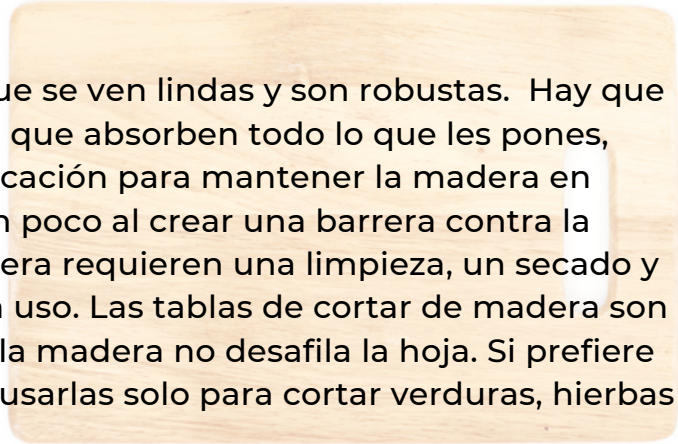 ue se ven lindas y son robustas.  Hay que
que absorben todo lo que les pones,
cación para mantener la madera en
n poco al crear una barrera contra la
era requieren una limpieza, un secado y
uso. Las tablas de cortar de madera son
la madera no desafila la hoja. Si prefiere
usarlas solo para cortar verduras, hierbas